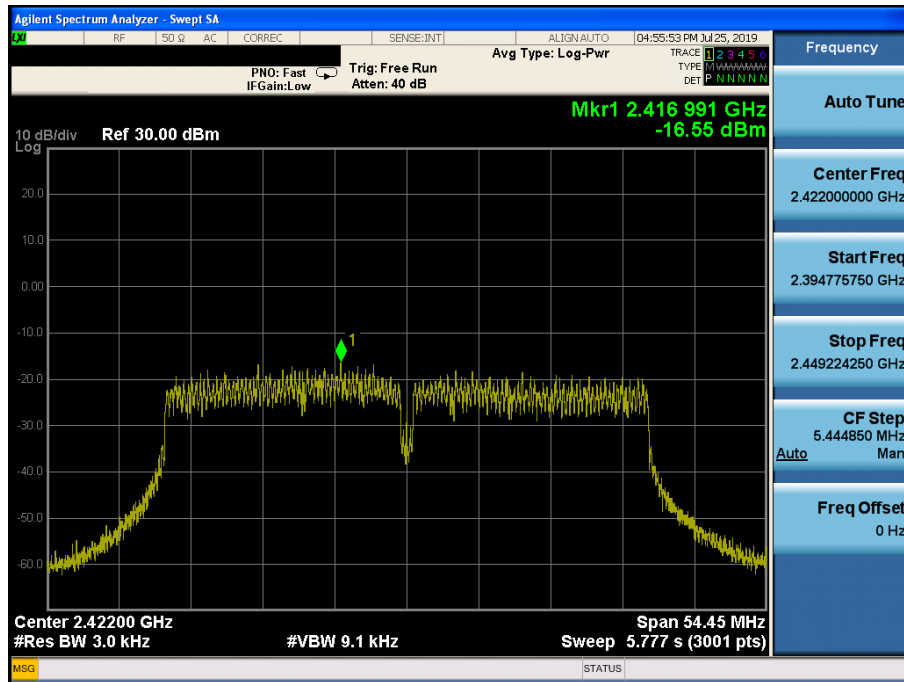 Agilent Spectrum Analyzer - Swept SA
LXI RF 50 Ω AC CORREC SENSE:INT ALIGN AUTO 04:55:53 PM Jul 25, 2019
Frequency
PNO: Fast
IFGain:Low
Trig: Free Run
Atten: 40 dB
Avg Type: Log-Pwr
TRACE 1 2 3 4 5 6
TYPE M WWWWW
DET P N N N N N
Auto Tune
Mkr1 2.416 991 GHz
-16.55 dBm
10 dB/div
Log
Ref 30.00 dBm
Center Freq
2.422000000 GHz
Start Freq
2.394775750 GHz
Stop Freq
2.449224250 GHz
CF Step
5.444850 MHz
Auto Man
Freq Offset
0 Hz
20.0
10.0
0.00
-10.0
-20.0
-30.0
-40.0
-50.0
-60.0
1
Center 2.42200 GHz
Span 54.45 MHz
#Res BW 3.0 kHz
#VBW 9.1 kHz
Sweep 5.777 s (3001 pts)
MSG
STATUS